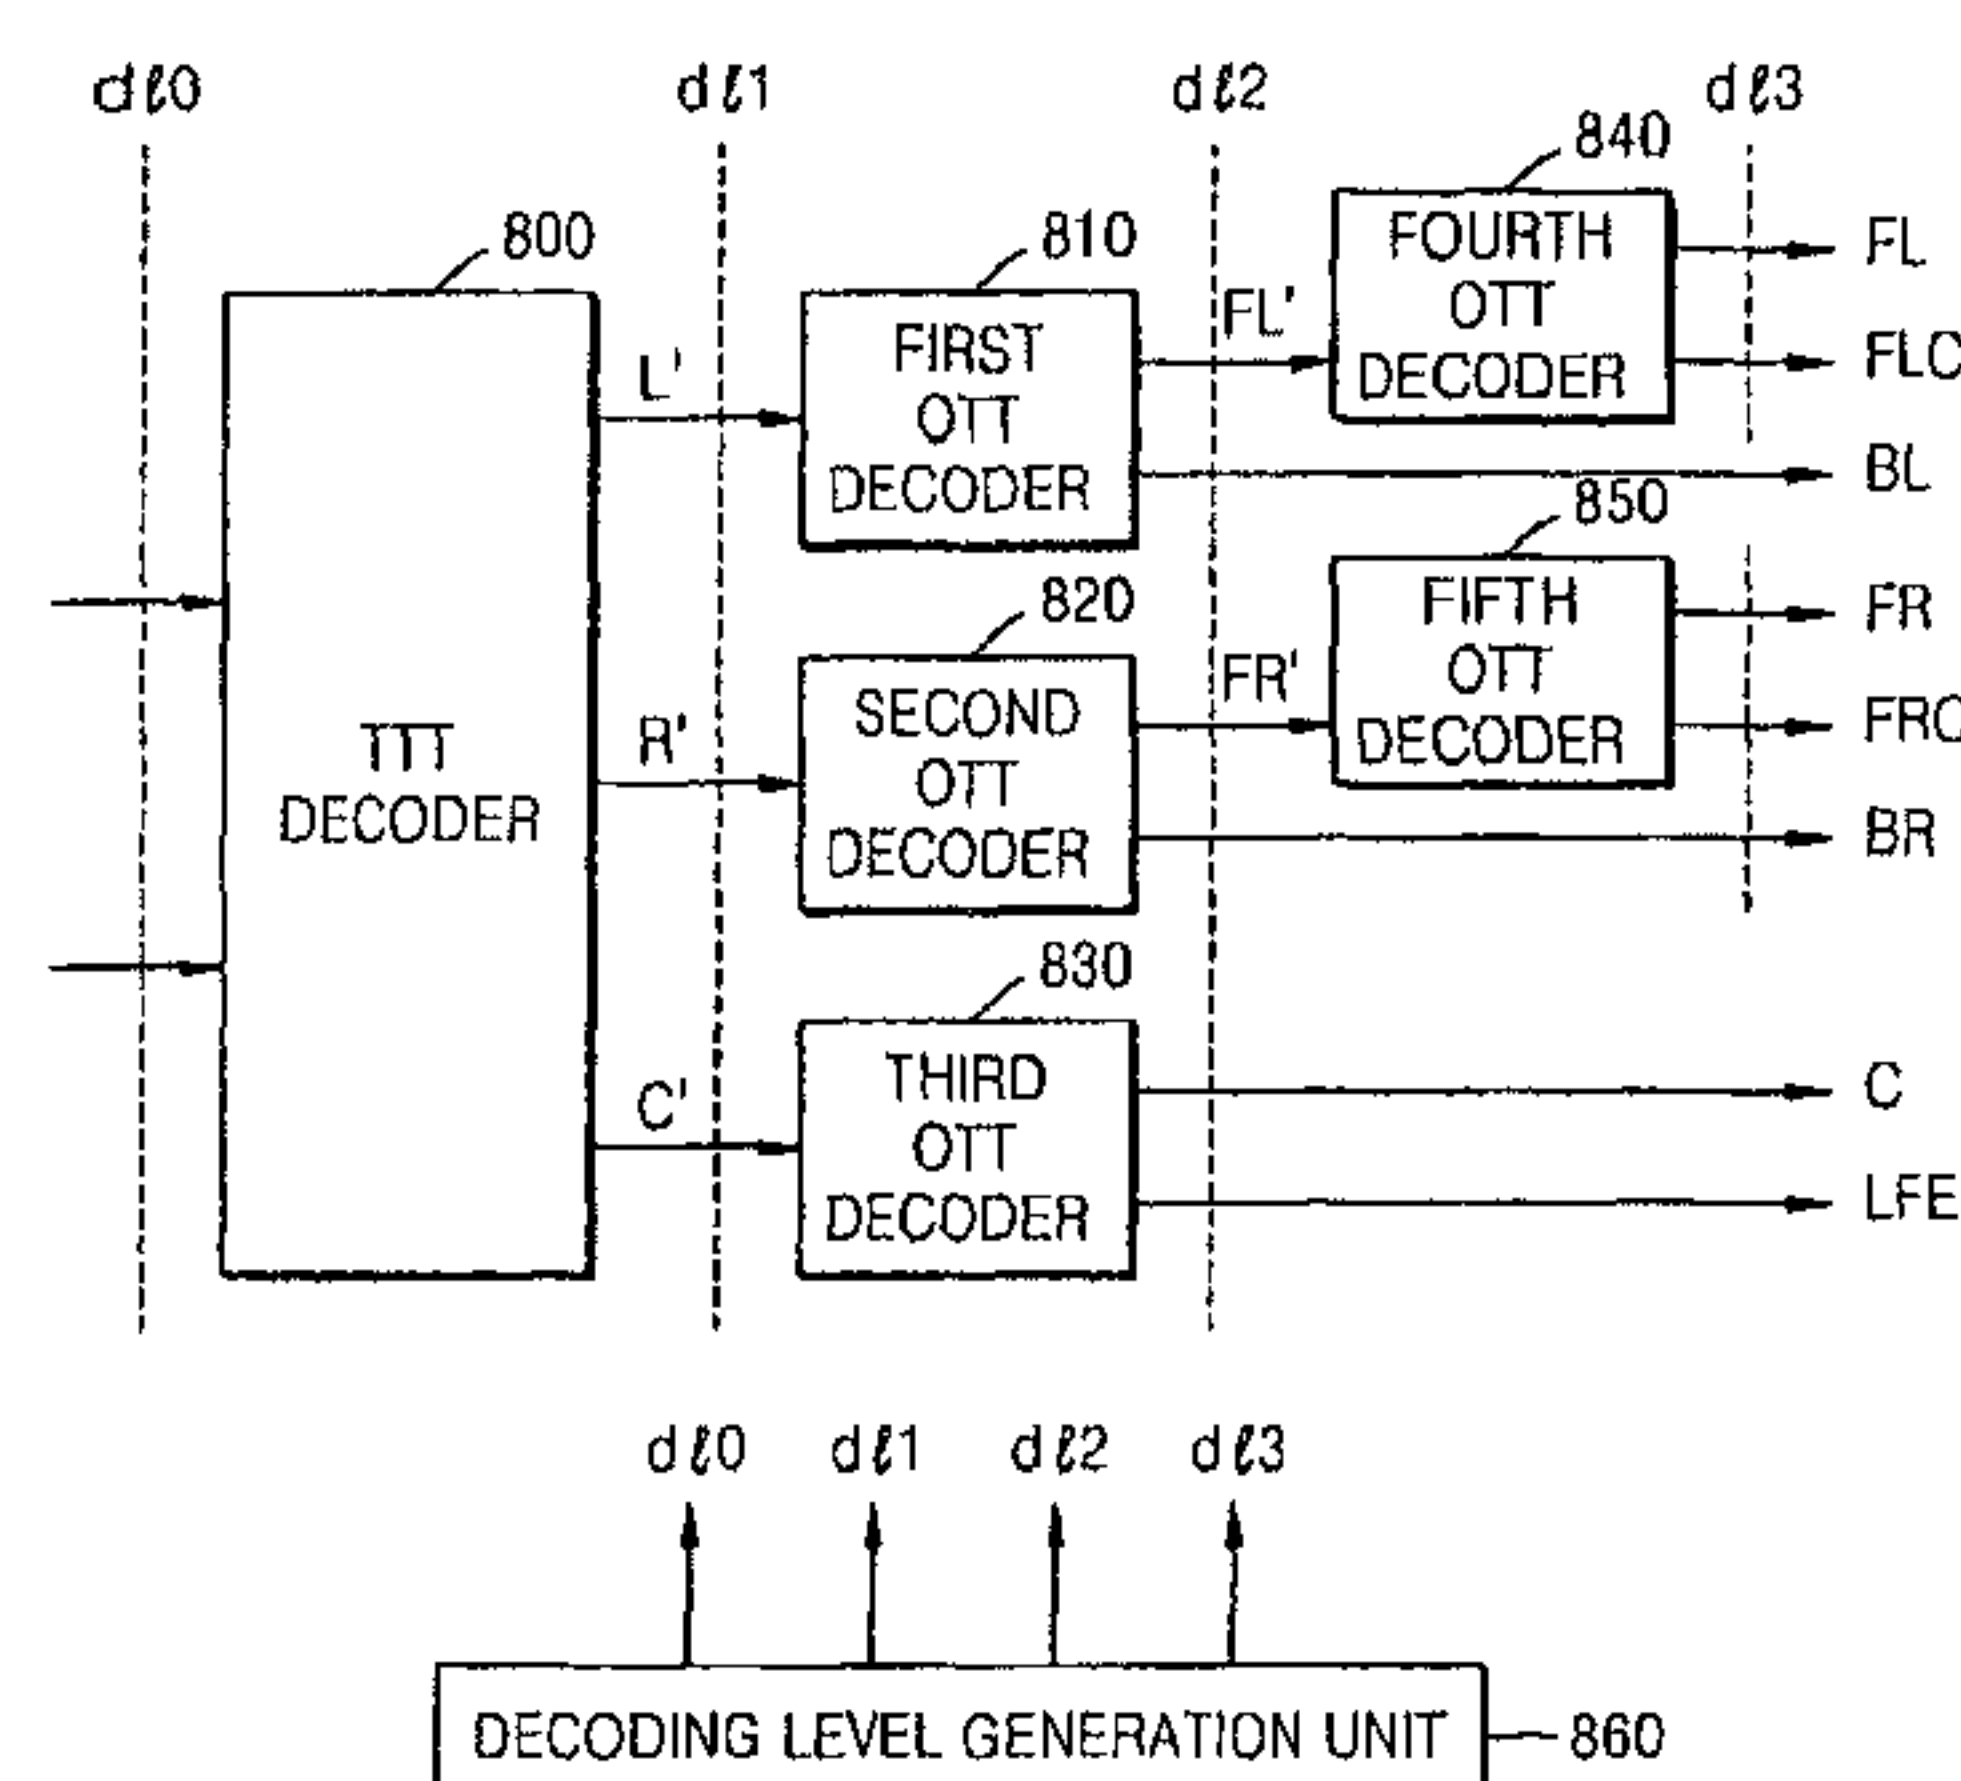 dℓ0 dℓ1 dℓ2 dℓ3
800
810
840
TTT
DECODER
L'
R'
C'
FIRST
OTT
DECODER
FL'
FOURTH
OTT
DECODER
FL
FLC
BL
820
850
SECOND
OTT
DECODER
FR'
FIFTH
OTT
DECODER
FR
FRC
BR
830
THIRD
OTT
DECODER
C
LFE
dℓ0 dℓ1 dℓ2 dℓ3
DECODING LEVEL GENERATION UNIT
860